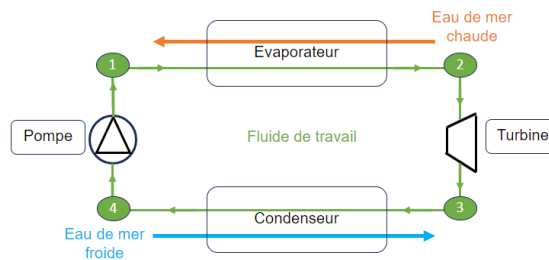 Eau de mer
chaude
Evaporateur
1
2
Pompe
Fluide de travail
Turbine
4
3
Condenseur
Eau de mer
froide